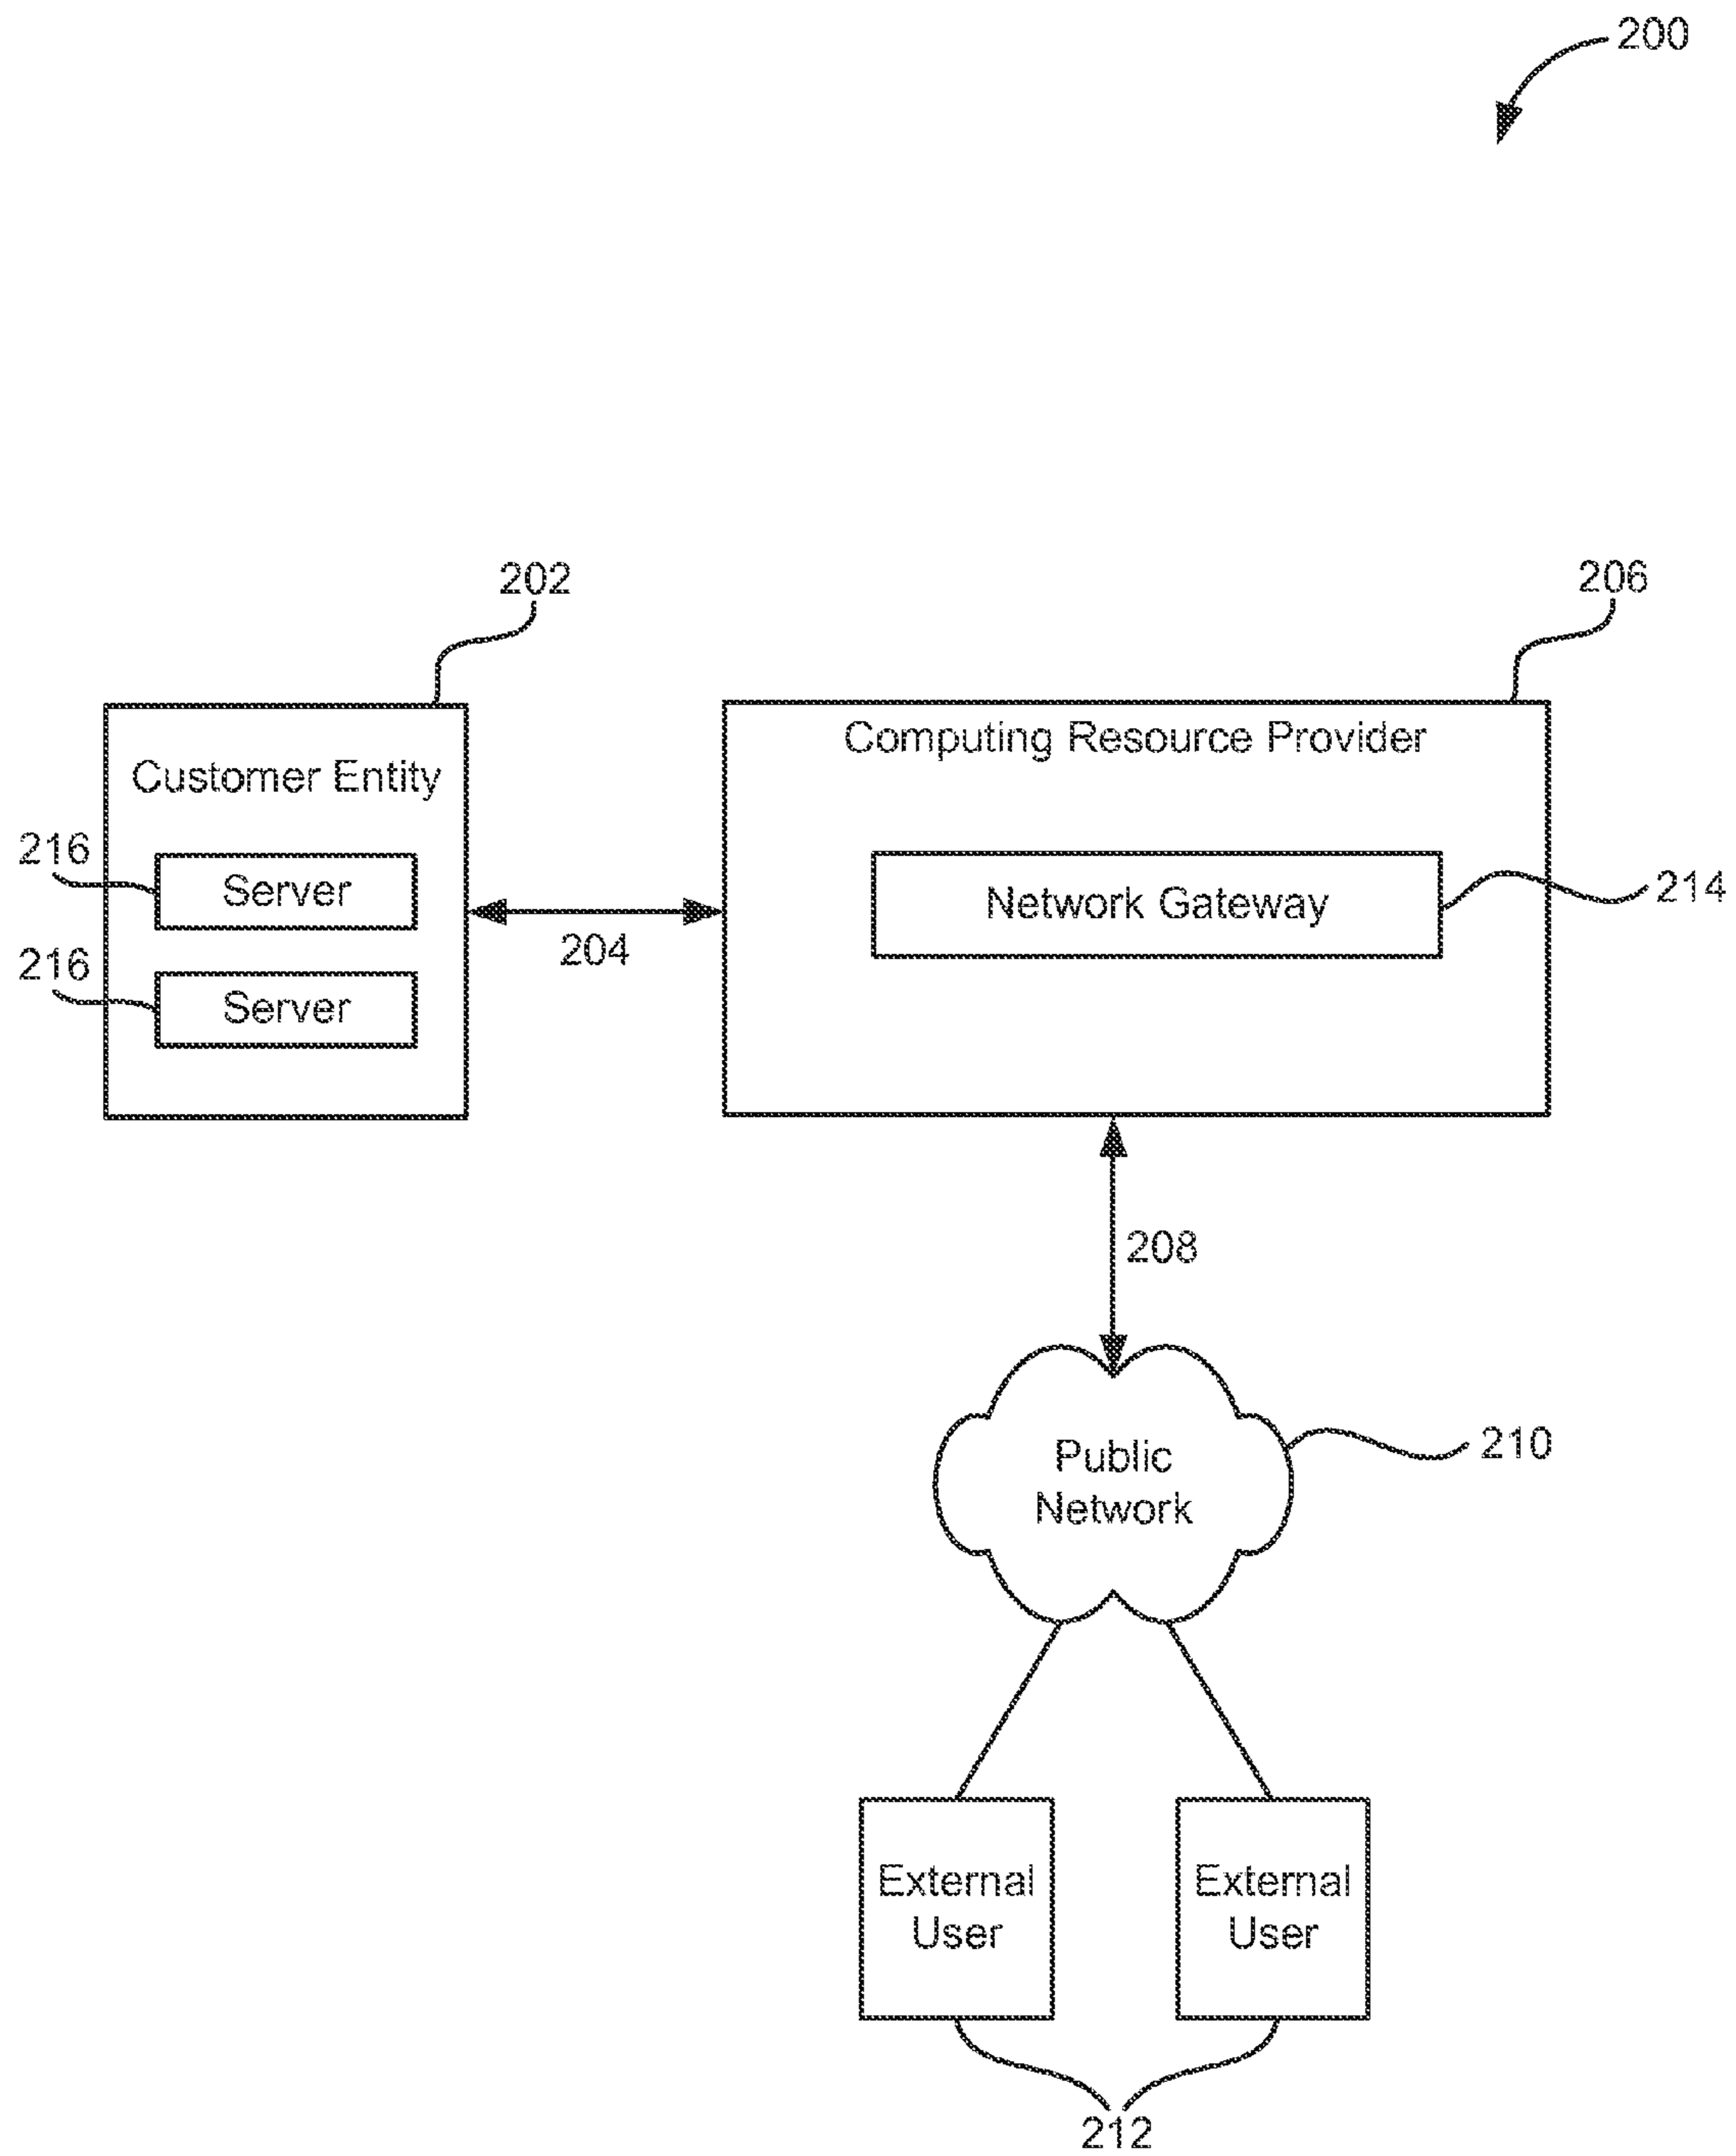 200
202
206
Customer Entity
Computing Resource Provider
216
Server
Network Gateway
214
204
216
Server
208
Public
Network
210
External
User
External
User
212